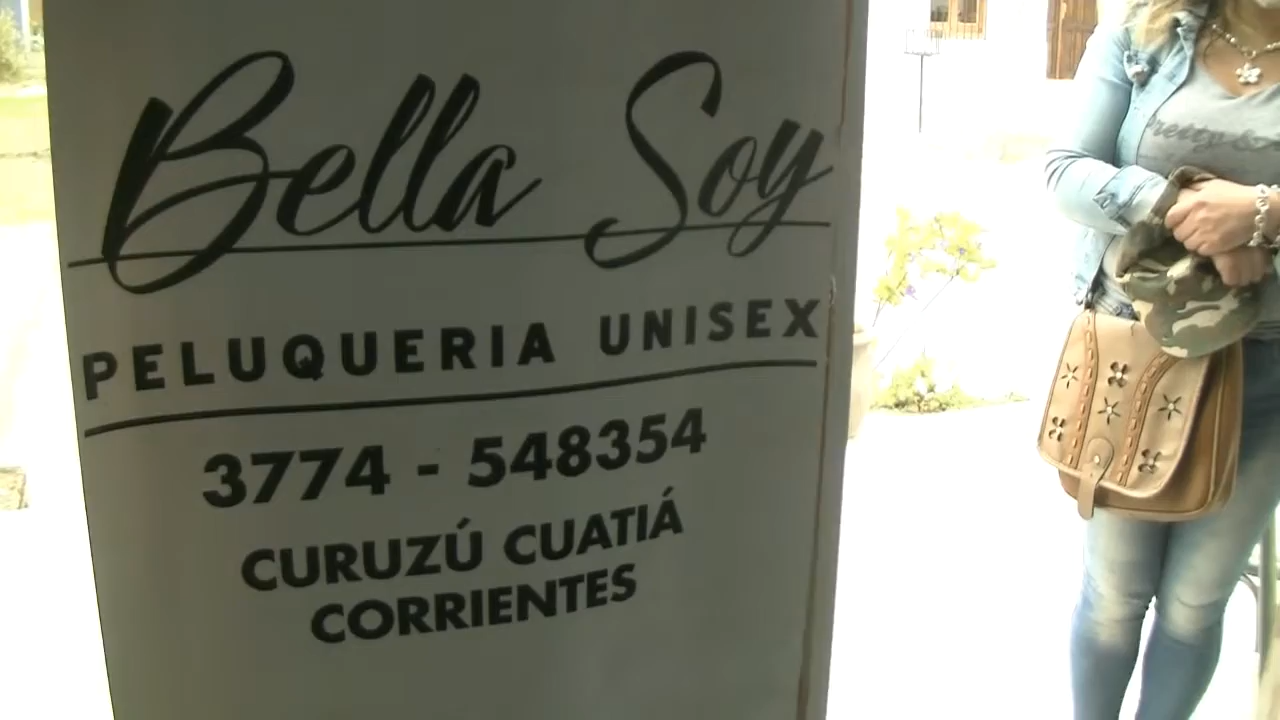 Bella Soy
PELUQUERIA UNISEX
3774 - 548354
CURUZÚ CUATIÁ
CORRIENTES